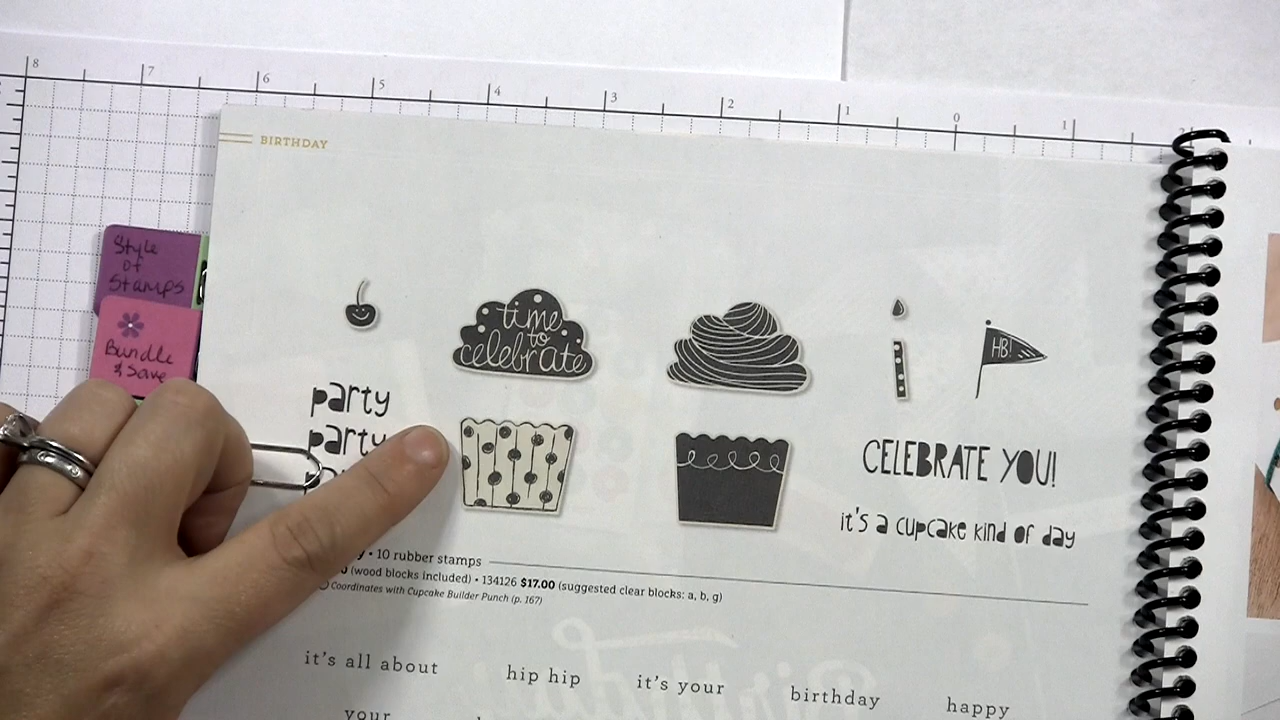 8 7 6 5 4 3 2 1 0 1
BIRTHDAY
Style
of
Stamps
Bundle
& Save
time
to
celebrate
HB!
party
party
CELEBRATE YOU!
it's a cupcake kind of day
• 10 rubber stamps
(wood blocks included) • 134126 $17.00 (suggested clear blocks: a, b, g)
Coordinates with Cupcake Builder Punch (p. 167)
it's all about hip hip it's your birthday happy
your